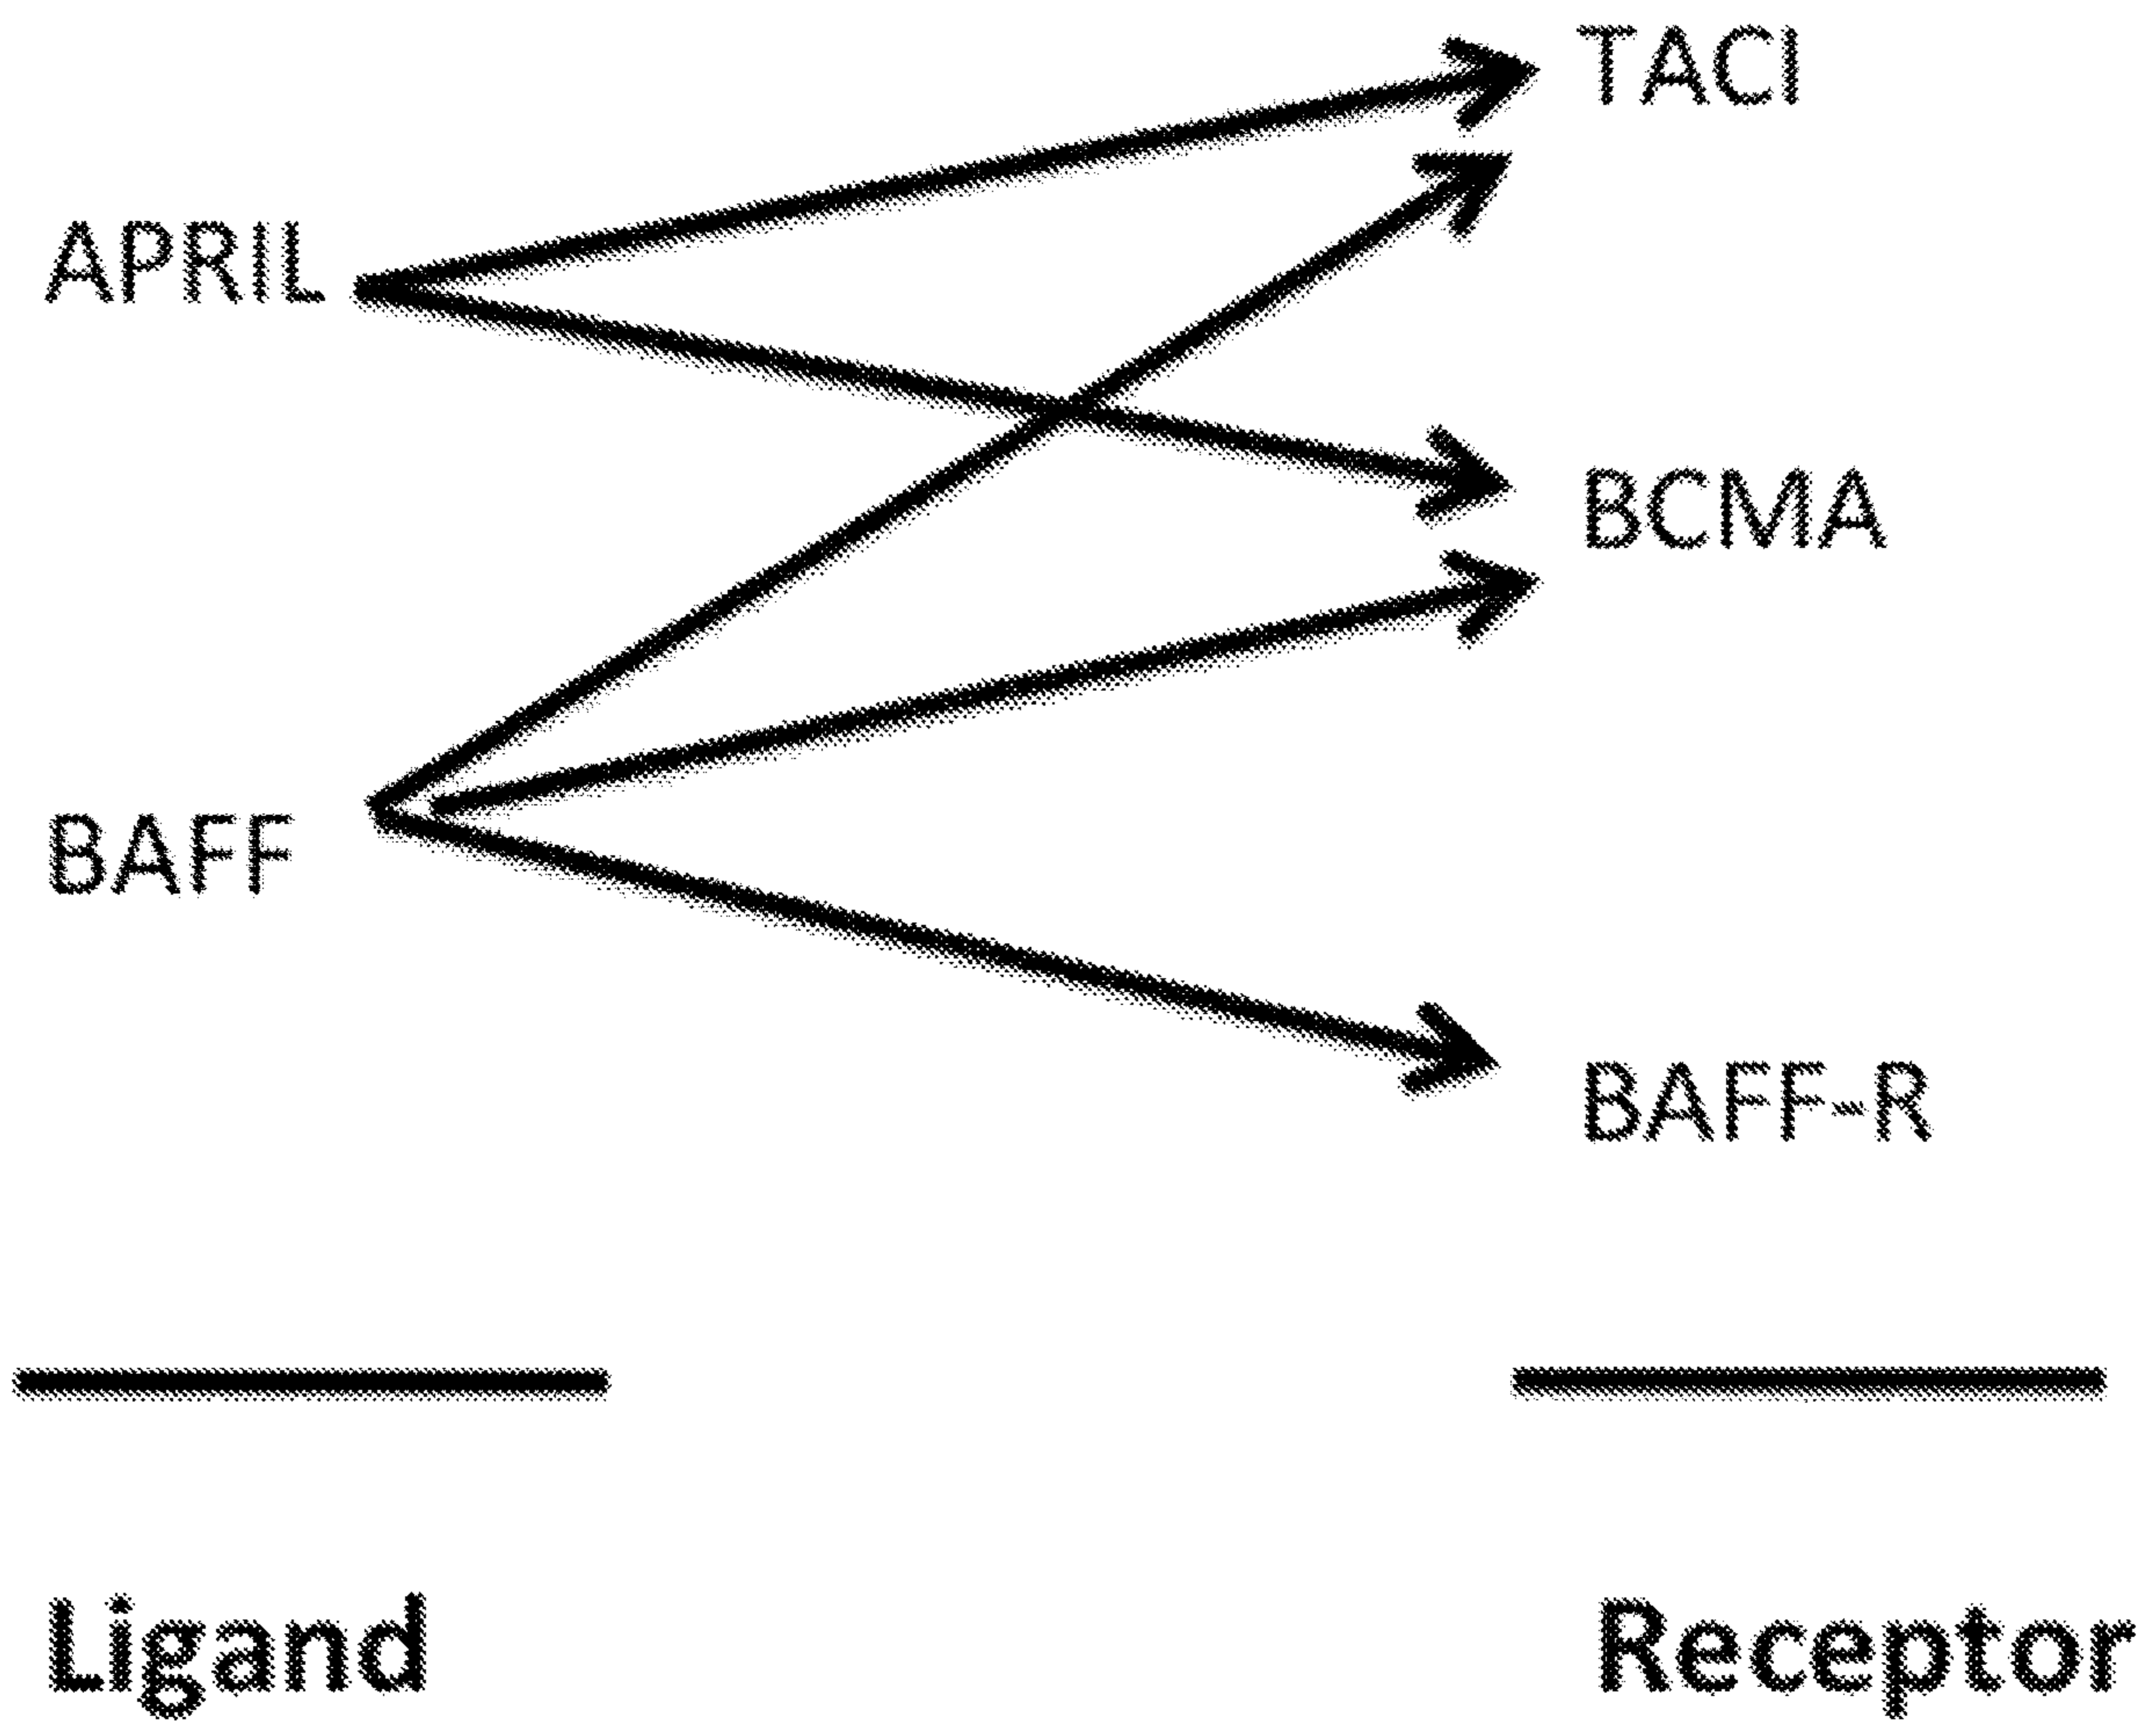 TACI
APRIL
BCMA
BAFF
BAFF-R
Ligand
Receptor